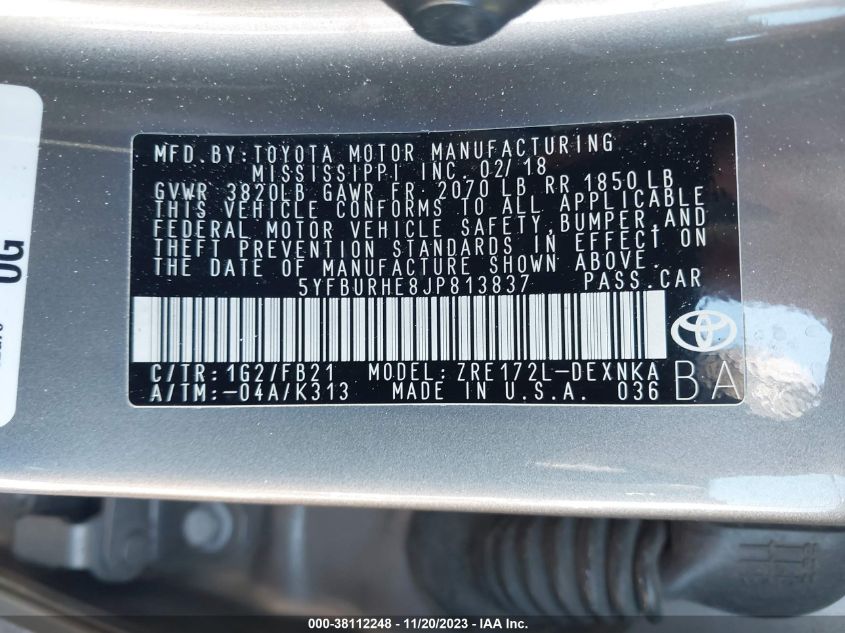 MFD. BY: TOYOTA MOTOR MANUFACTURING
MISSISSIPPI INC. 02/18
GVWR 3820LB GAWR FR. 2070 LB RR 1850 LB
THIS VEHICLE CONFORMS TO ALL APPLICABLE
FEDERAL MOTOR VEHICLE SAFETY, BUMPER, AND
THEFT PREVENTION STANDARDS IN EFFECT ON
THE DATE OF MANUFACTURE SHOWN ABOVE.
5YFBURHE8JP813837 PASS.CAR
C/TR: 1G2/FB21 MODEL: ZRE172L-DEXNKA
A/TM: -04A/K313 MADE IN U.S.A. 036
BA
OG
000-38112248 - 11/20/2023 - IAA Inc.